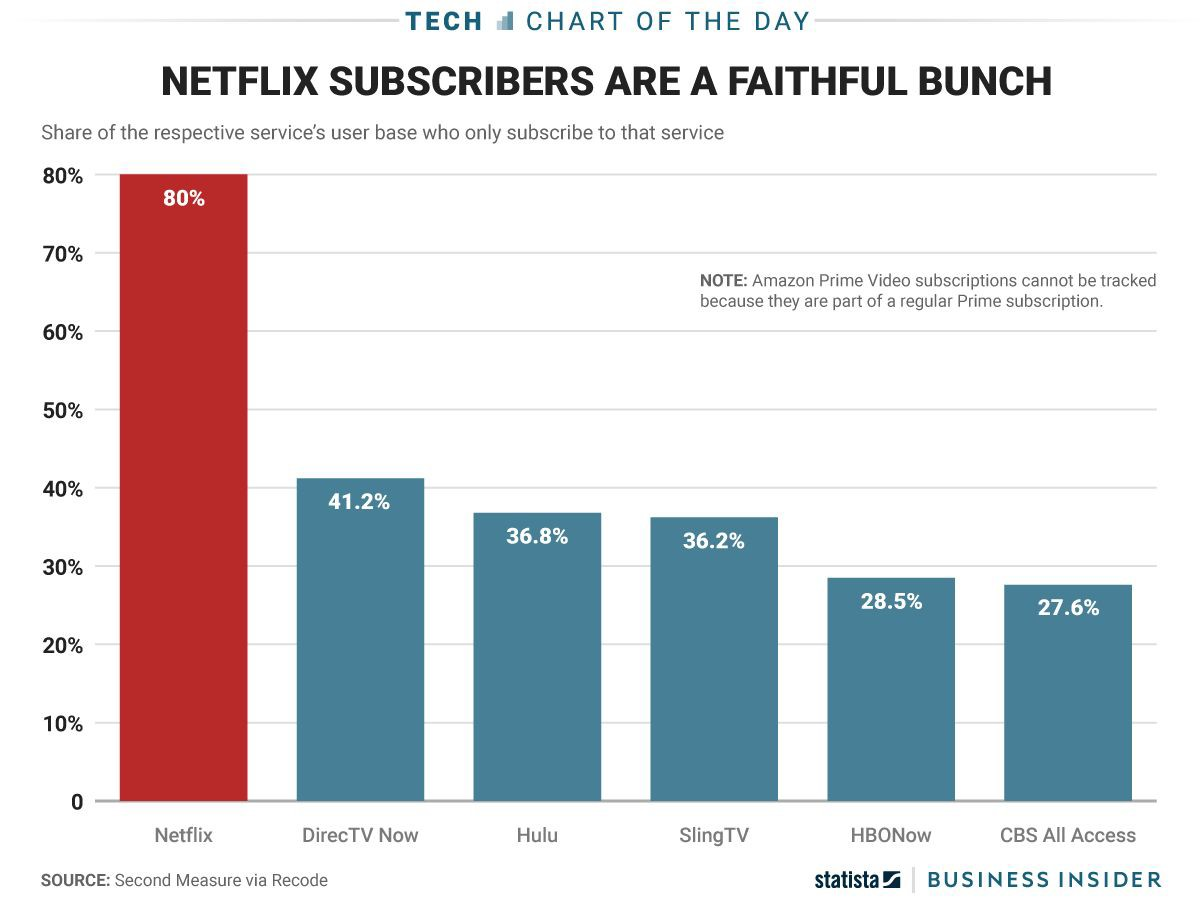 TECH CHART OF THE DAY
NETFLIX SUBSCRIBERS ARE A FAITHFUL BUNCH
Share of the respective service's user base who only subscribe to that service
80%
70%
60%
50%
40%
30%
20%
10%
0
NOTE: Amazon Prime Video subscriptions cannot be tracked
because they are part of a regular Prime subscription.
80%
41.2%
36.8%
36.2%
28.5%
27.6%
Netflix
DirecTV Now
Hulu
SlingTV
HBONow
CBS All Access
SOURCE: Second Measure via Recode
statista
BUSINESS INSIDER